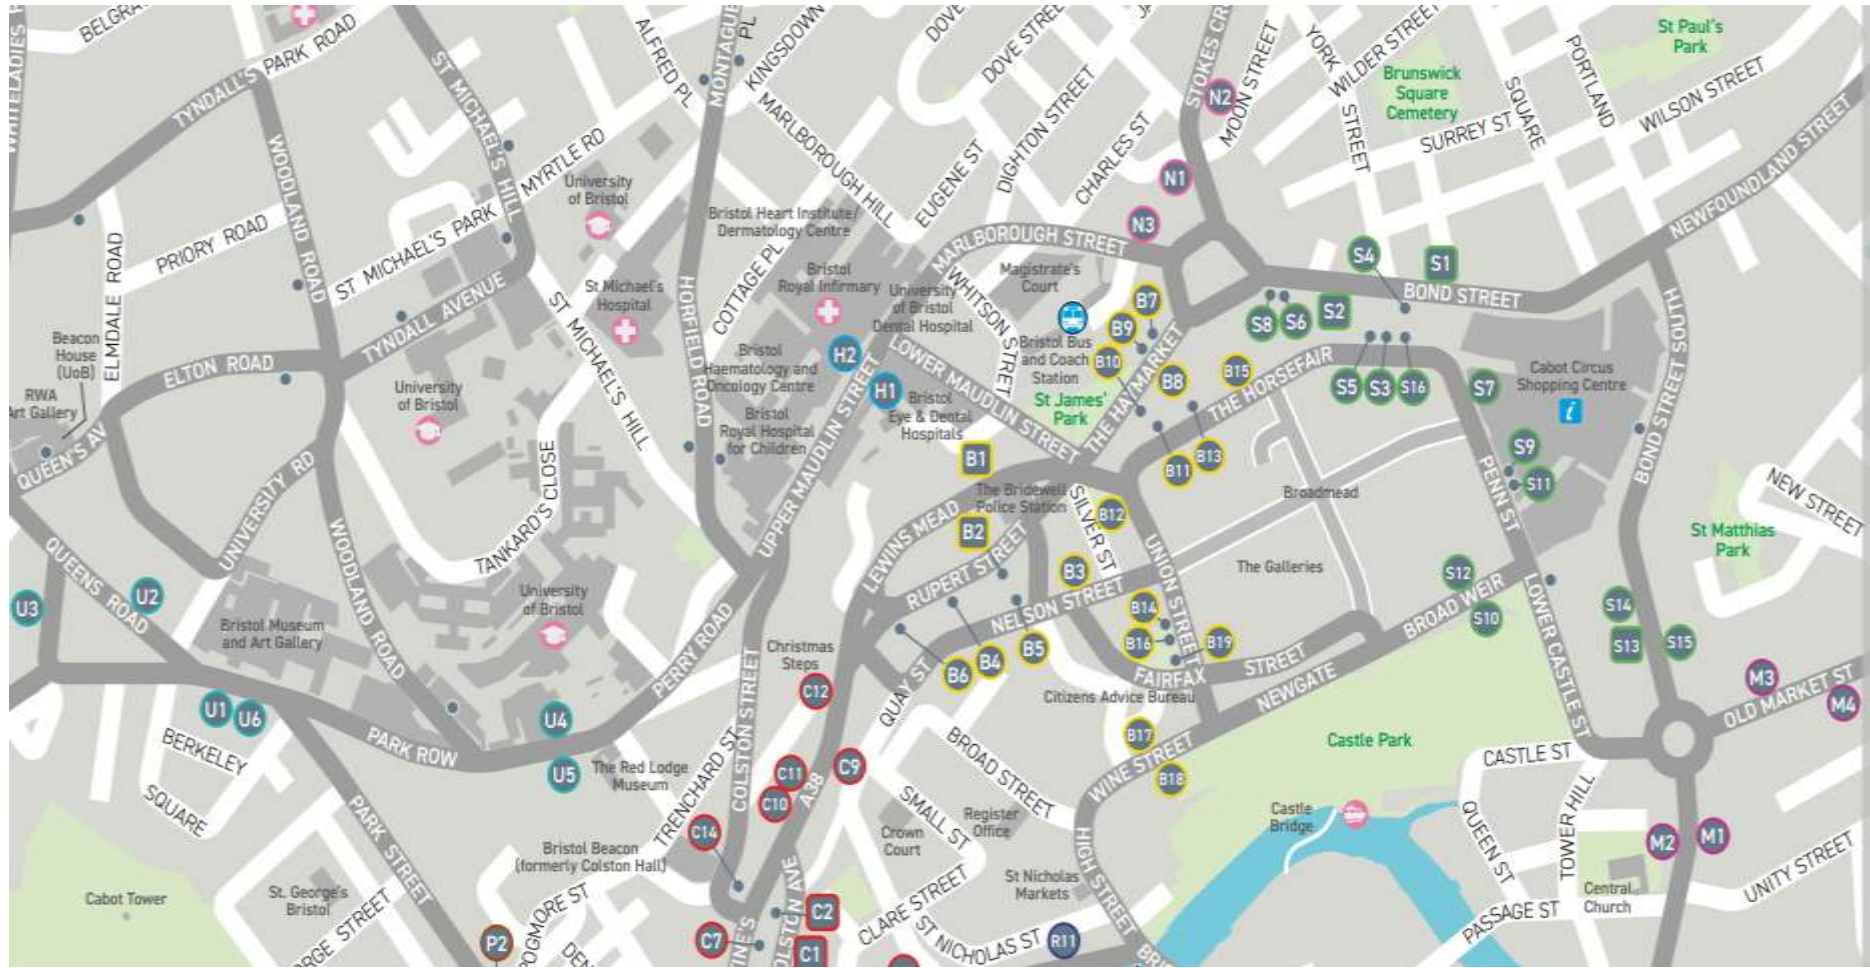 WHITELADIES
TYNDALL'S
PARK ROAD
ST MICHAEL'S HILL
ALFRED PL
MONTAGUE
PL
KINGSDOWN
DOVE STREET
MARLBOROUGH HILL
EUGENE ST
DIGHTON STREET
CHARLES ST
STOKES
N2
MOON STREET
YORK
STREET
WILDER STREET
Brunswick
Square
Cemetery
St Paul's
Park
PORTLAND
SQUARE
SURREY ST
WILSON STREET
NEWFOUNDLAND STREET
WOODLAND ROAD
PRIORY ROAD
ELMDALE ROAD
ST MICHAEL'S PARK
MYRTLE RD
University
of Bristol
Bristol Heart Institute/
Dermatology Centre
N1
N3
MARLBOROUGH STREET
Magistrate's
Court
WHITSON STREET
COTTAGE PL
Bristol
Royal Infirmary
University
of Bristol
Dental Hospital
St Michael's
Hospital
HORFIELD ROAD
TYNDALL AVENUE
ST MICHAEL'S HILL
Beacon
House
(UoB)
RWA
Art Gallery
ELTON ROAD
QUEEN'S AV
University
of Bristol
Bristol
Haematology and
Oncology Centre
H2
H1
Bristol
Eye & Dental
Hospitals
Bristol
Royal Hospital
for Children
UPPER MAUDLIN STREET
LOWER MAUDLIN STREET
Bristol Bus
and Coach
Station
St James'
Park
B7
B9
B10
B8
B15
THE HAYMARKET
THE HORSEFAIR
B11
B13
S4
S1
BOND STREET
S8
S6
S2
S5
S3
S16
S7
Cabot Circus
Shopping Centre
i
BOND STREET SOUTH
S9
S11
PENN ST
NEW STREET
St Matthias
Park
Broadmead
The Galleries
B1
The Bridewell
Police Station
B2
LEWINS MEAD
RUPERT STREET
SILVER ST
B12
B3
NELSON STREET
UNION STREET
B14
B16
B19
B6
B4
B5
FAIRFAX
STREET
Citizens Advice Bureau
NEWGATE
BROAD WEIR
S12
S10
LOWER CASTLE ST
S14
S13
S15
M3
M4
OLD MARKET ST
UNIVERSITY RD
WOODLAND ROAD
TANKARD'S CLOSE
University
of Bristol
QUEENS ROAD
U3
U2
Bristol Museum
and Art Gallery
U1
U6
U4
U5
PERRY ROAD
PARK ROW
BERKELEY
SQUARE
PARK STREET
The Red Lodge
Museum
Christmas
Steps
C12
COLSTON STREET
TRENCHARD ST
C11
C10
A38
C9
C14
QUAY ST
BROAD STREET
SMALL ST
Crown
Court
Register
Office
B17
B18
WINE STREET
Castle Park
Castle
Bridge
CASTLE ST
QUEEN ST
TOWER HILL
M2
M1
UNITY STREET
Central
Church
PASSAGE ST
HIGH STREET
St Nicholas
Markets
CLARE STREET
ST NICHOLAS ST
R11
Bristol Beacon
(formerly Colston Hall)
C2
C7
C1
Cabot Tower
St. George's
Bristol
P2